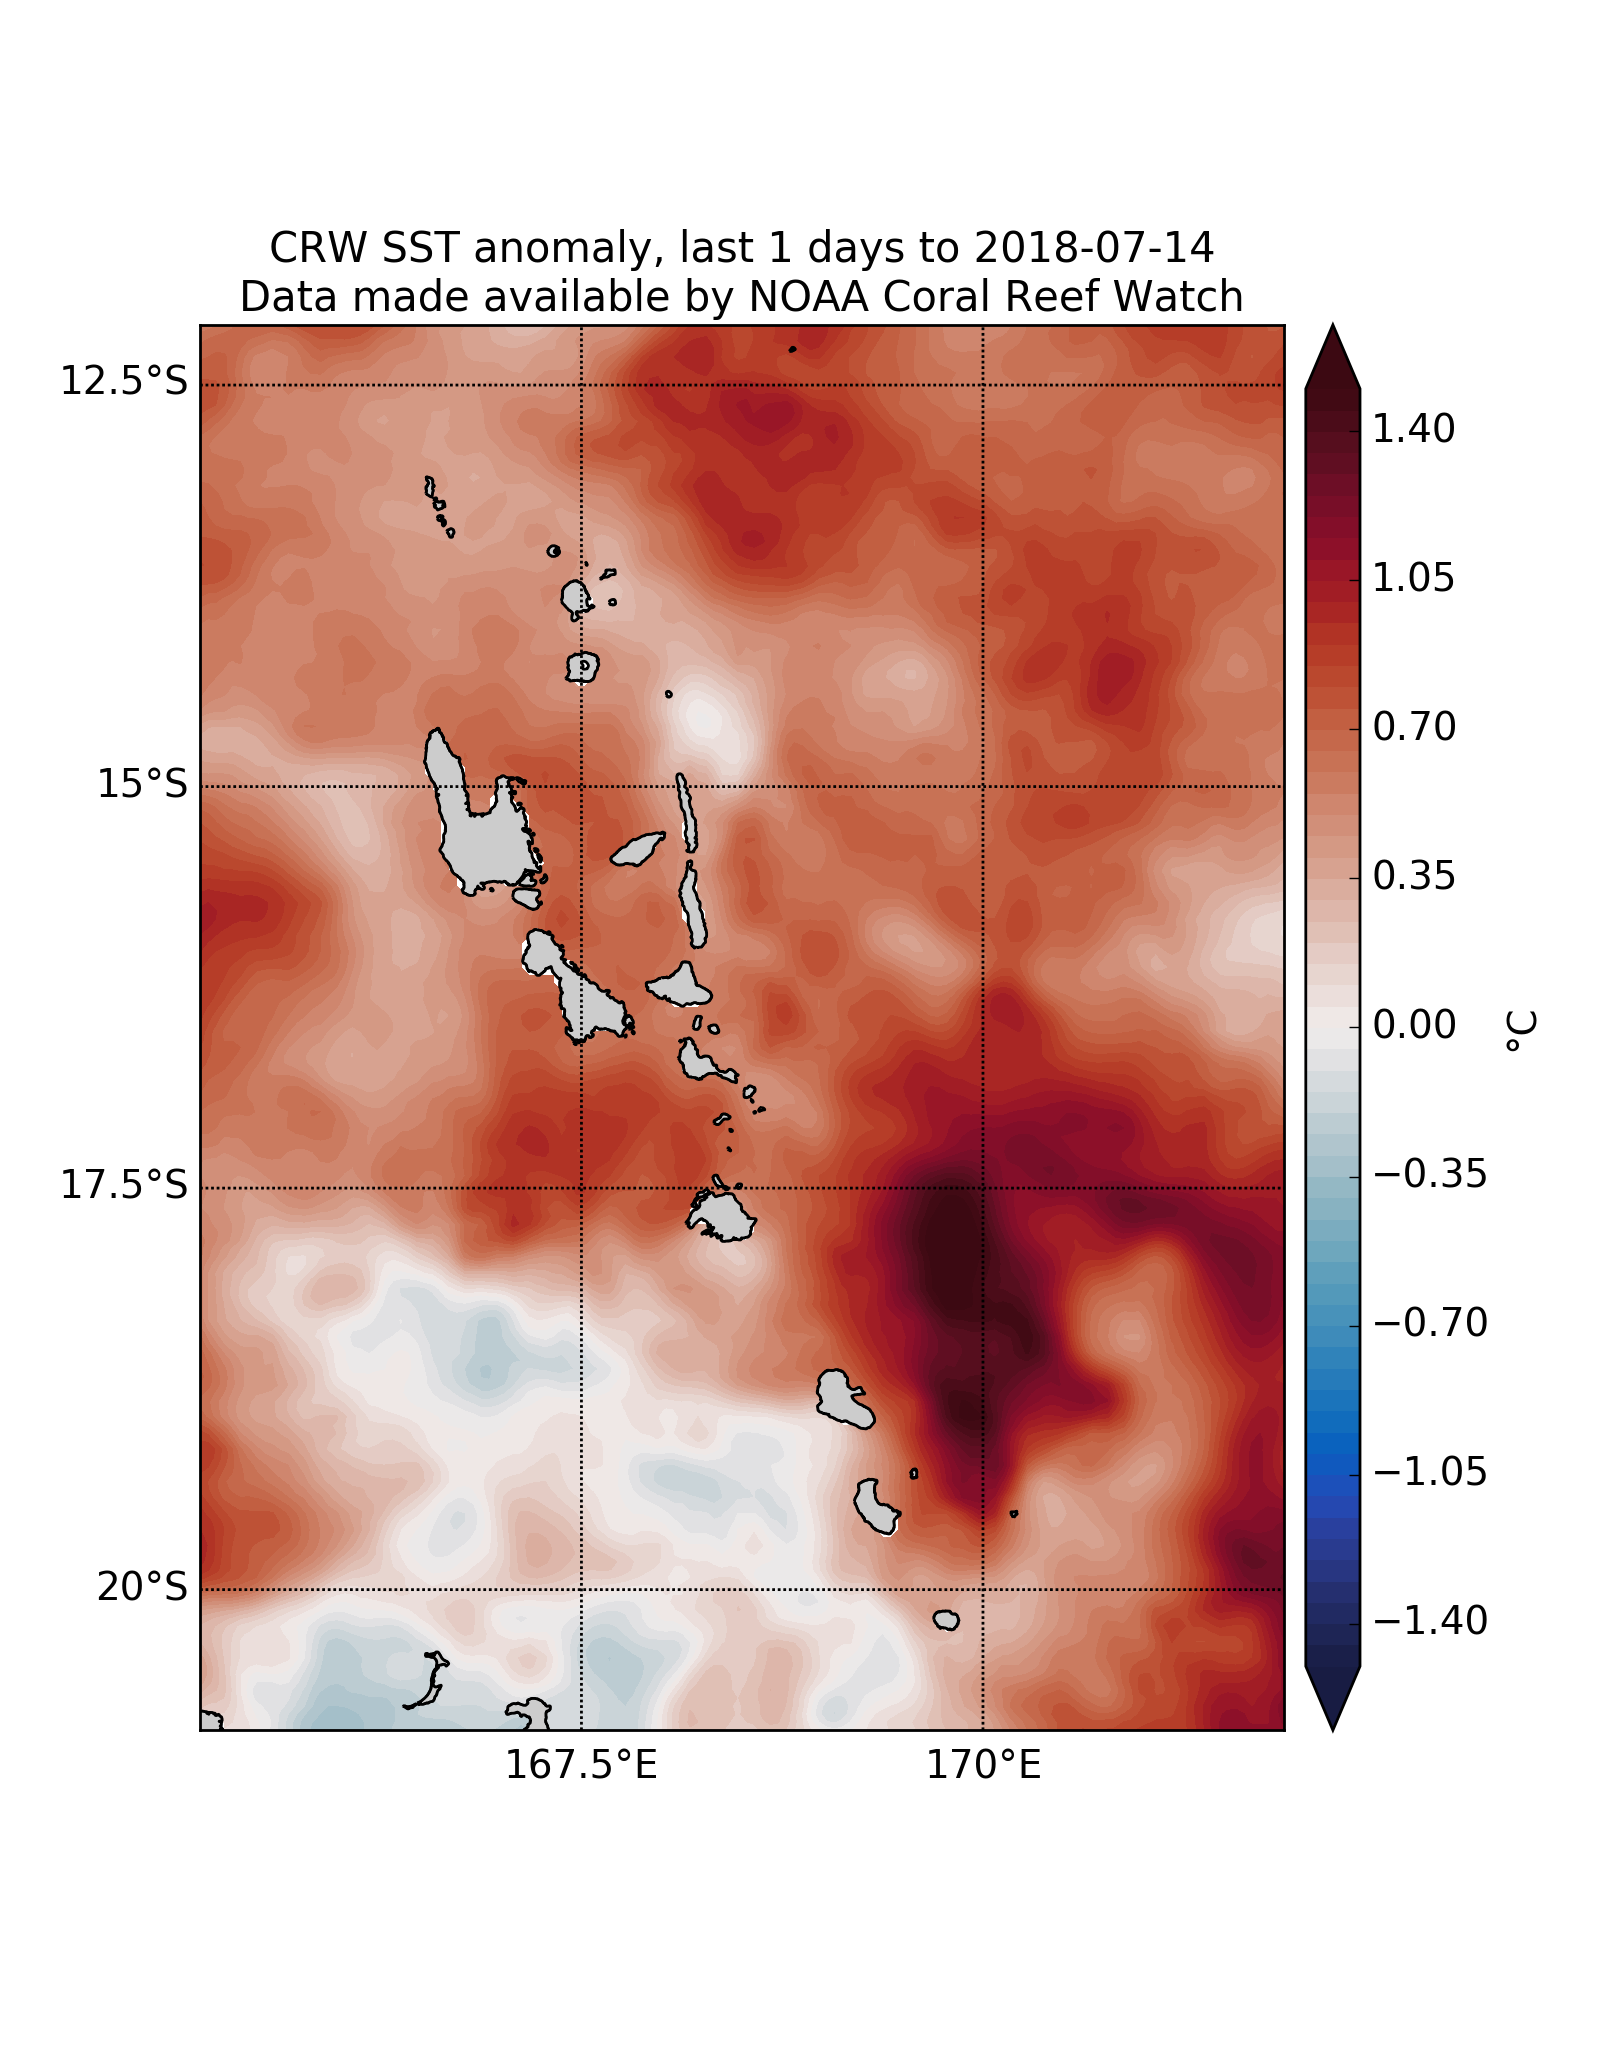 CRW SST anomaly, last 1 days to 2018-07-14
Data made available by NOAA Coral Reef Watch
12.5°S
15°S
17.5°S
20°S
167.5°E
170°E
1.40
1.05
0.70
0.35
0.00
−0.35
−0.70
−1.05
−1.40
°C